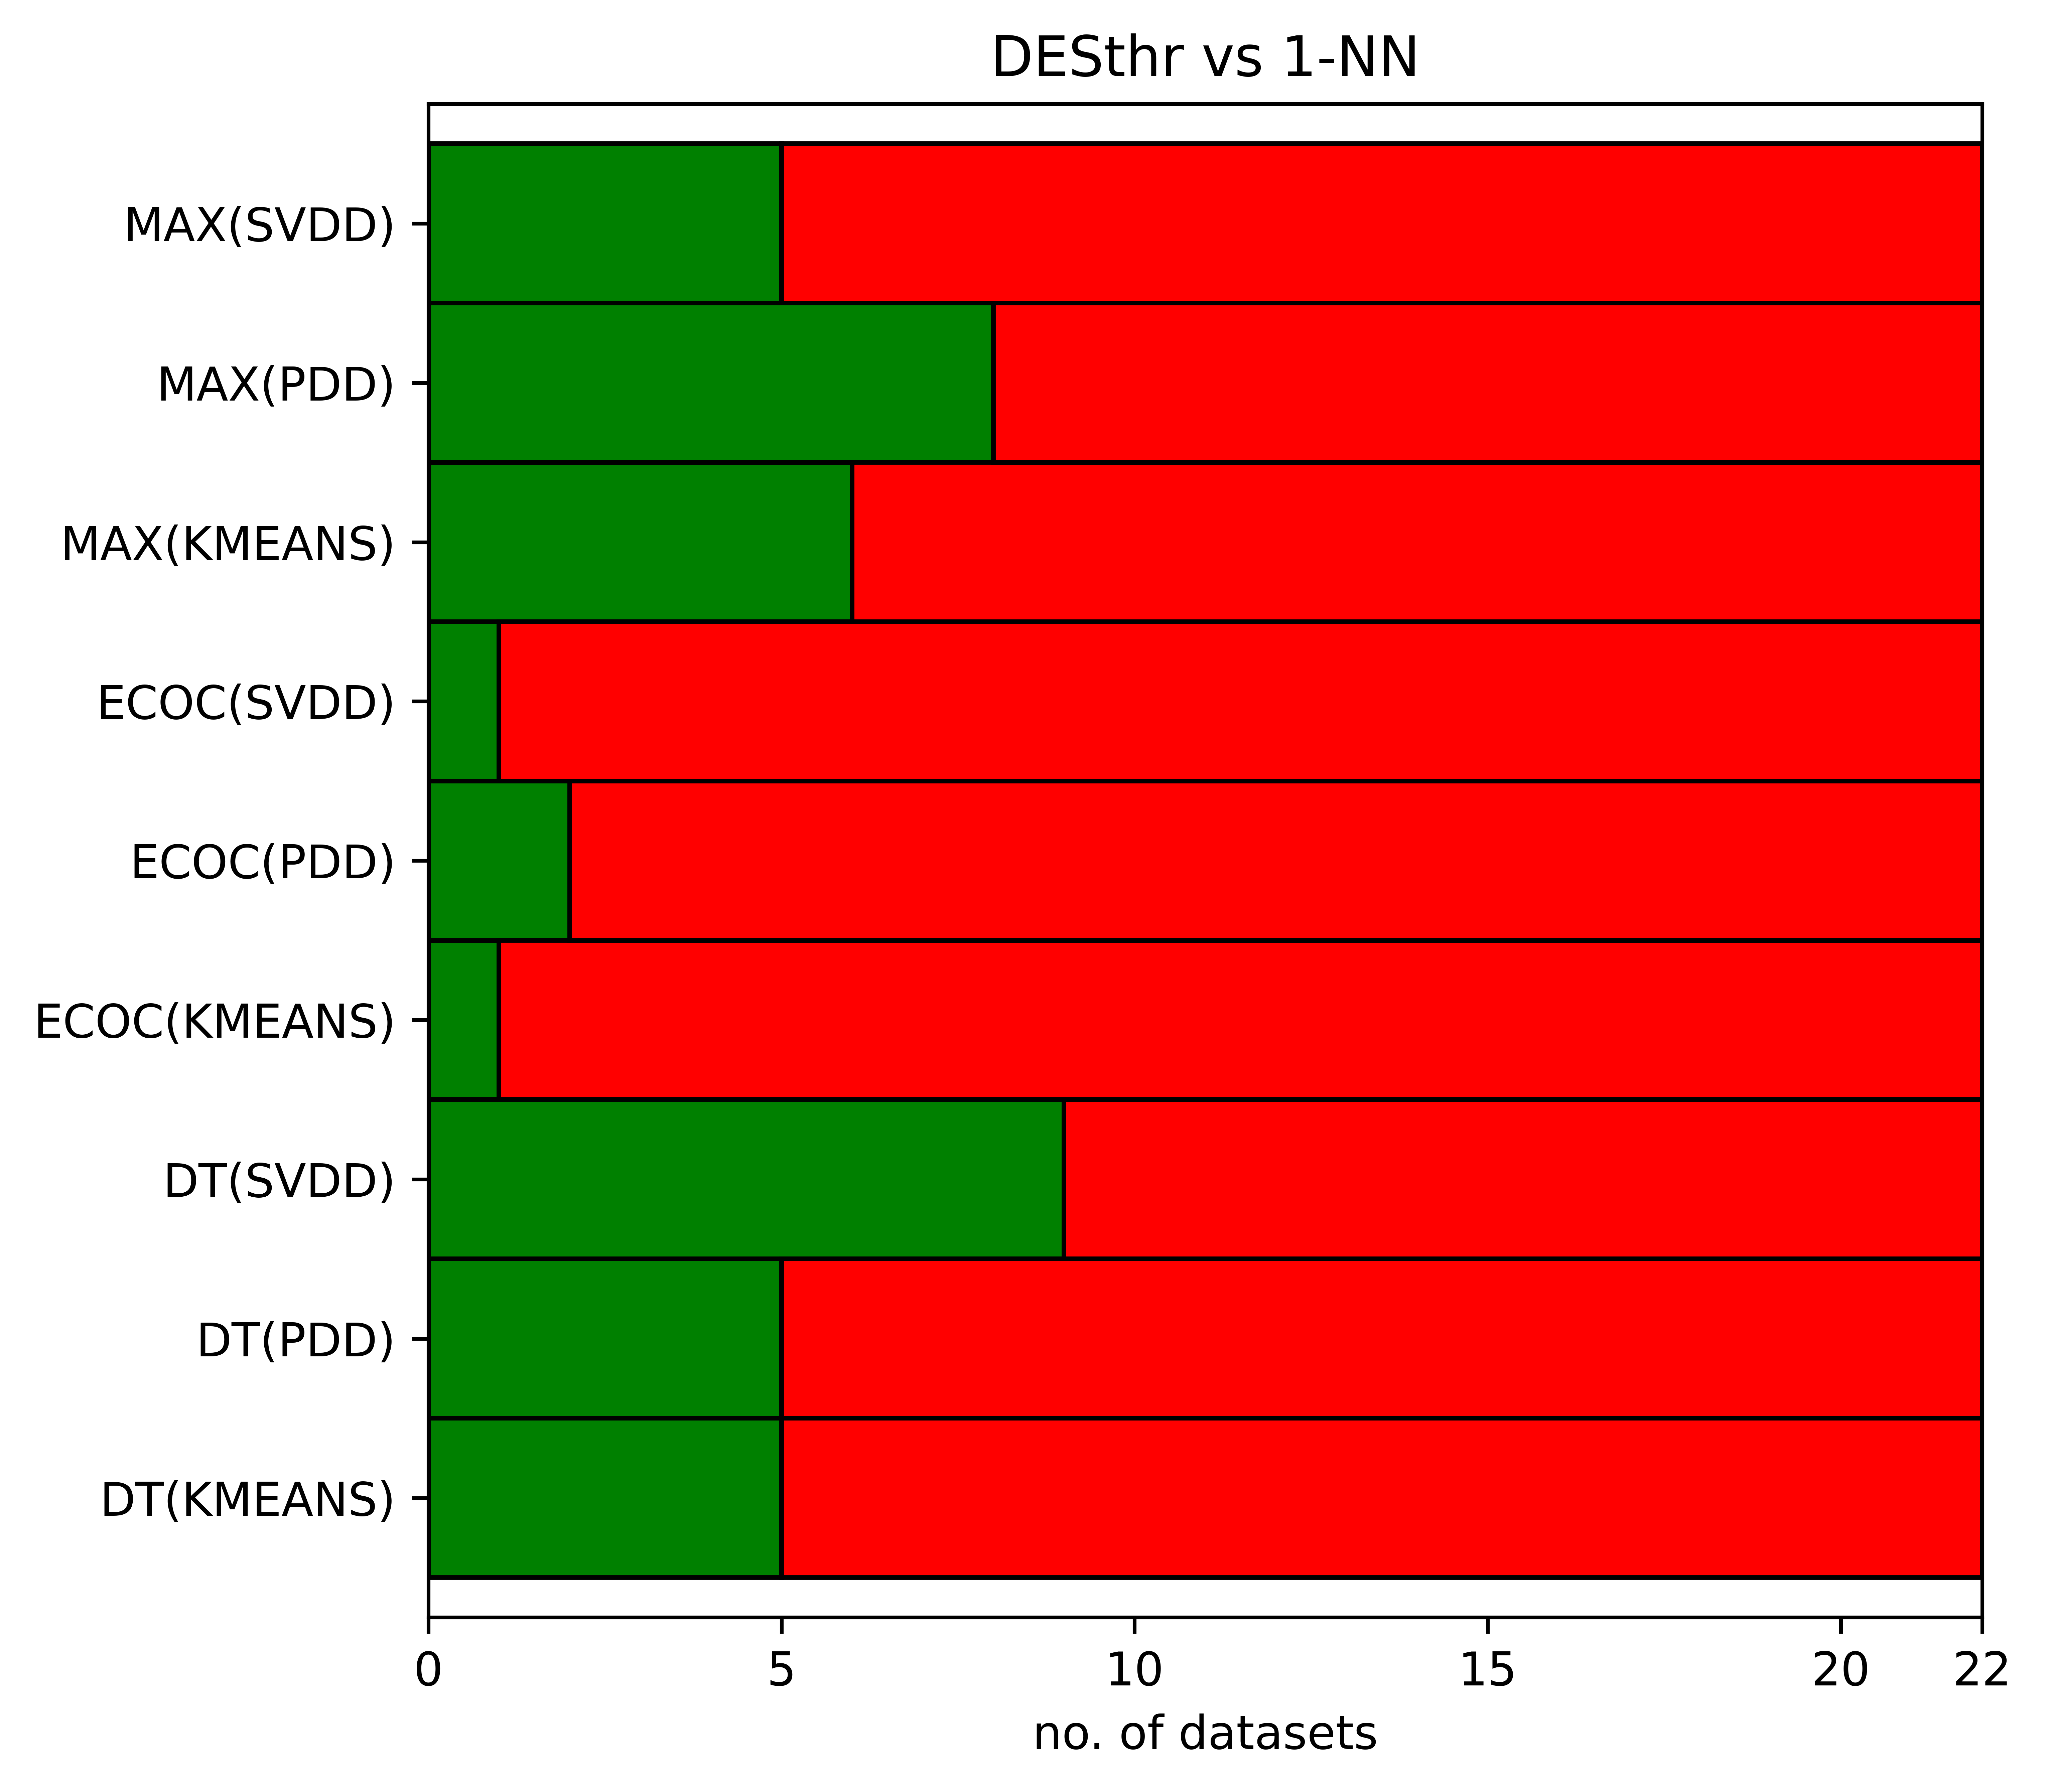 DESthr vs 1-NN
MAX(SVDD)
MAX(PDD)
MAX(KMEANS)
ECOC(SVDD)
ECOC(PDD)
ECOC(KMEANS)
DT(SVDD)
DT(PDD)
DT(KMEANS)
0 5 10 15 20 22
no. of datasets